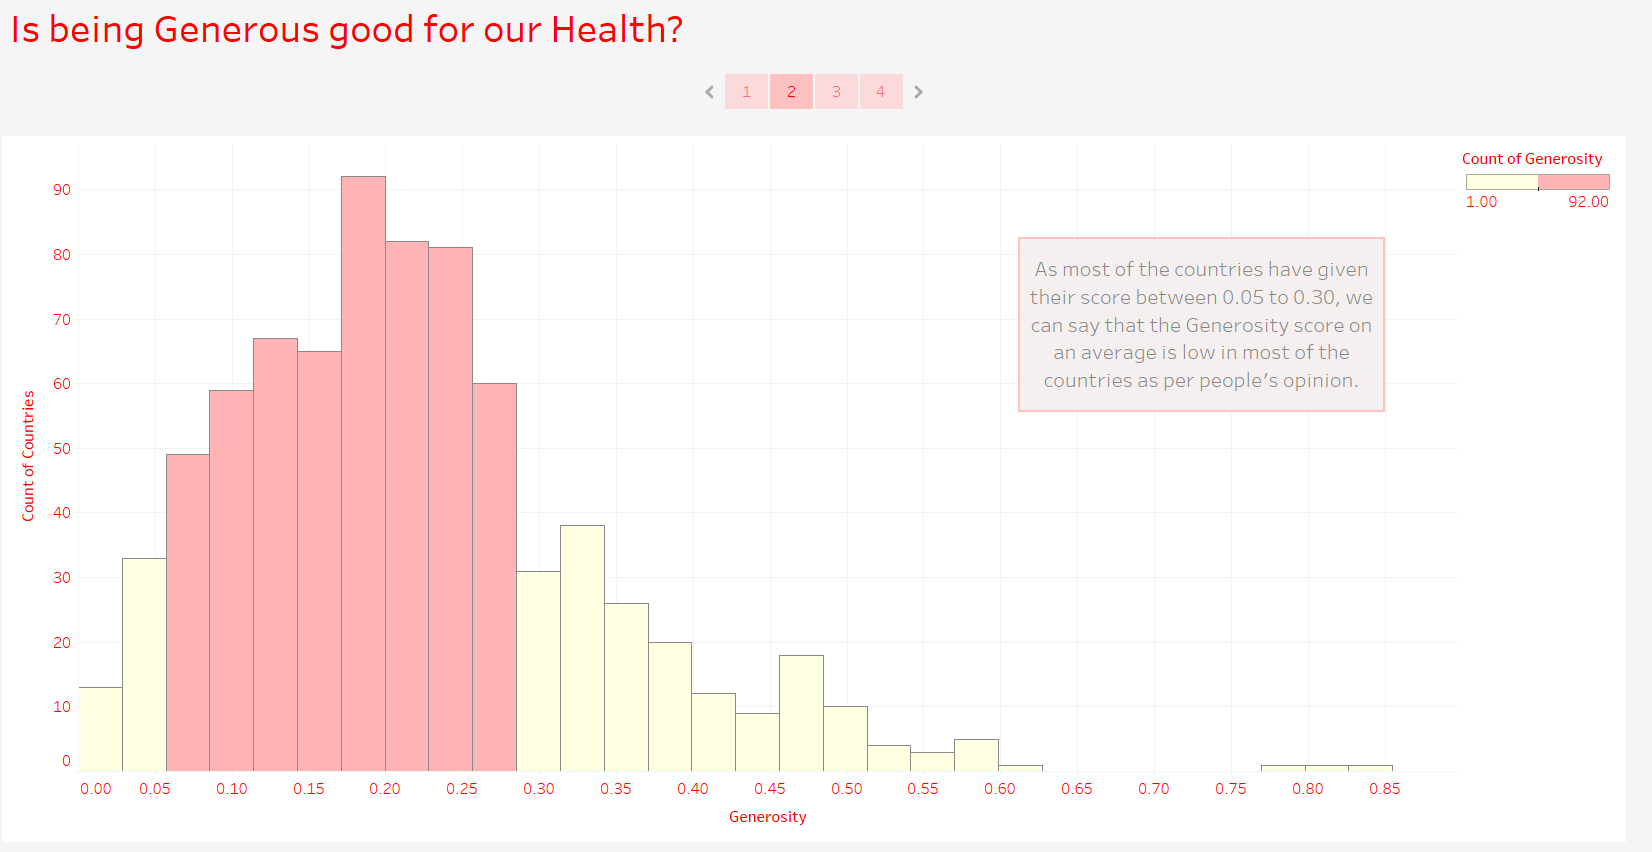 Is being Generous good for our Health?
1 2 3 4
Count of Generosity
1.00 92.00
As most of the countries have given
their score between 0.05 to 0.30, we
can say that the Generosity score on
an average is low in most of the
countries as per people’s opinion.
Count of Countries
90
80
70
60
50
40
30
20
10
0
0.00 0.05 0.10 0.15 0.20 0.25 0.30 0.35 0.40 0.45 0.50 0.55 0.60 0.65 0.70 0.75 0.80 0.85
Generosity